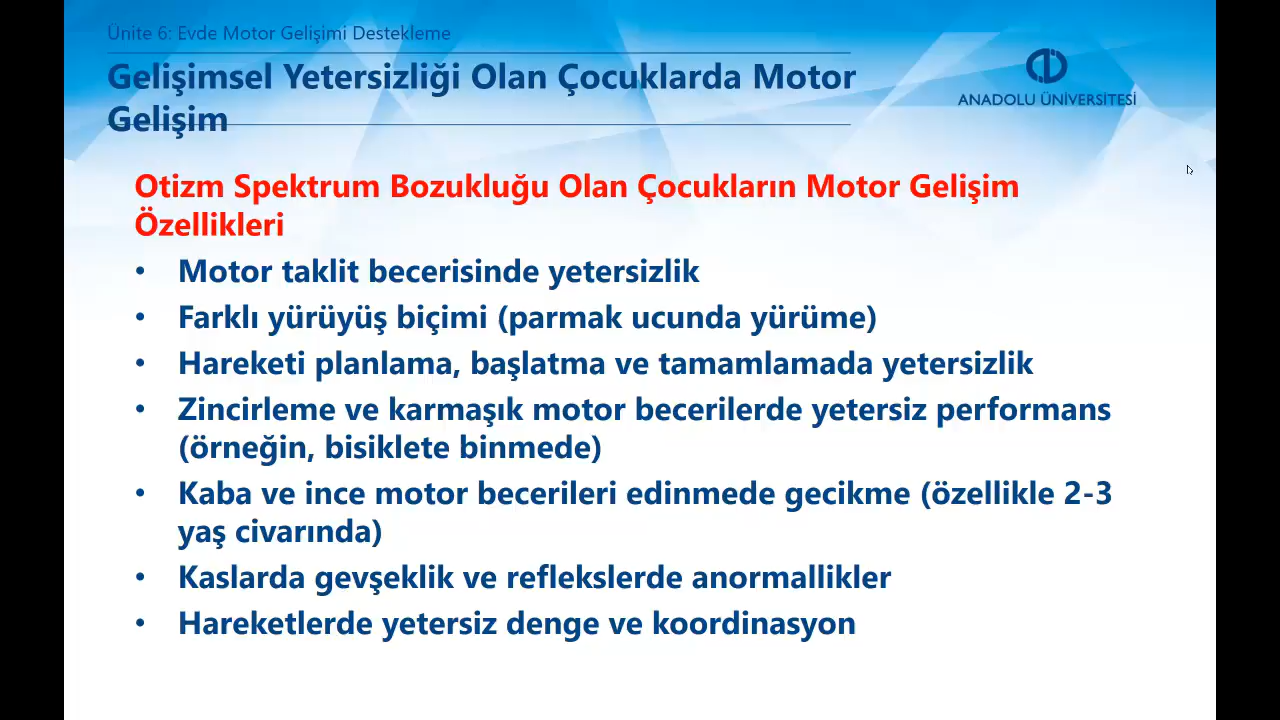 Ünite 6: Evde Motor Gelişimi Destekleme
Gelişimsel Yetersizliği Olan Çocuklarda Motor
Gelişim
ANADOLU ÜNİVERSİTESİ
Otizm Spektrum Bozukluğu Olan Çocukların Motor Gelişim
Özellikleri
• Motor taklit becerisinde yetersizlik
• Farklı yürüyüş biçimi (parmak ucunda yürüme)
• Hareketi planlama, başlatma ve tamamlamada yetersizlik
• Zincirleme ve karmaşık motor becerilerde yetersiz performans
(örneğin, bisiklete binmede)
• Kaba ve ince motor becerileri edinmede gecikme (özellikle 2-3
yaş civarında)
• Kaslarda gevşeklik ve reflekslerde anormallikler
• Hareketlerde yetersiz denge ve koordinasyon